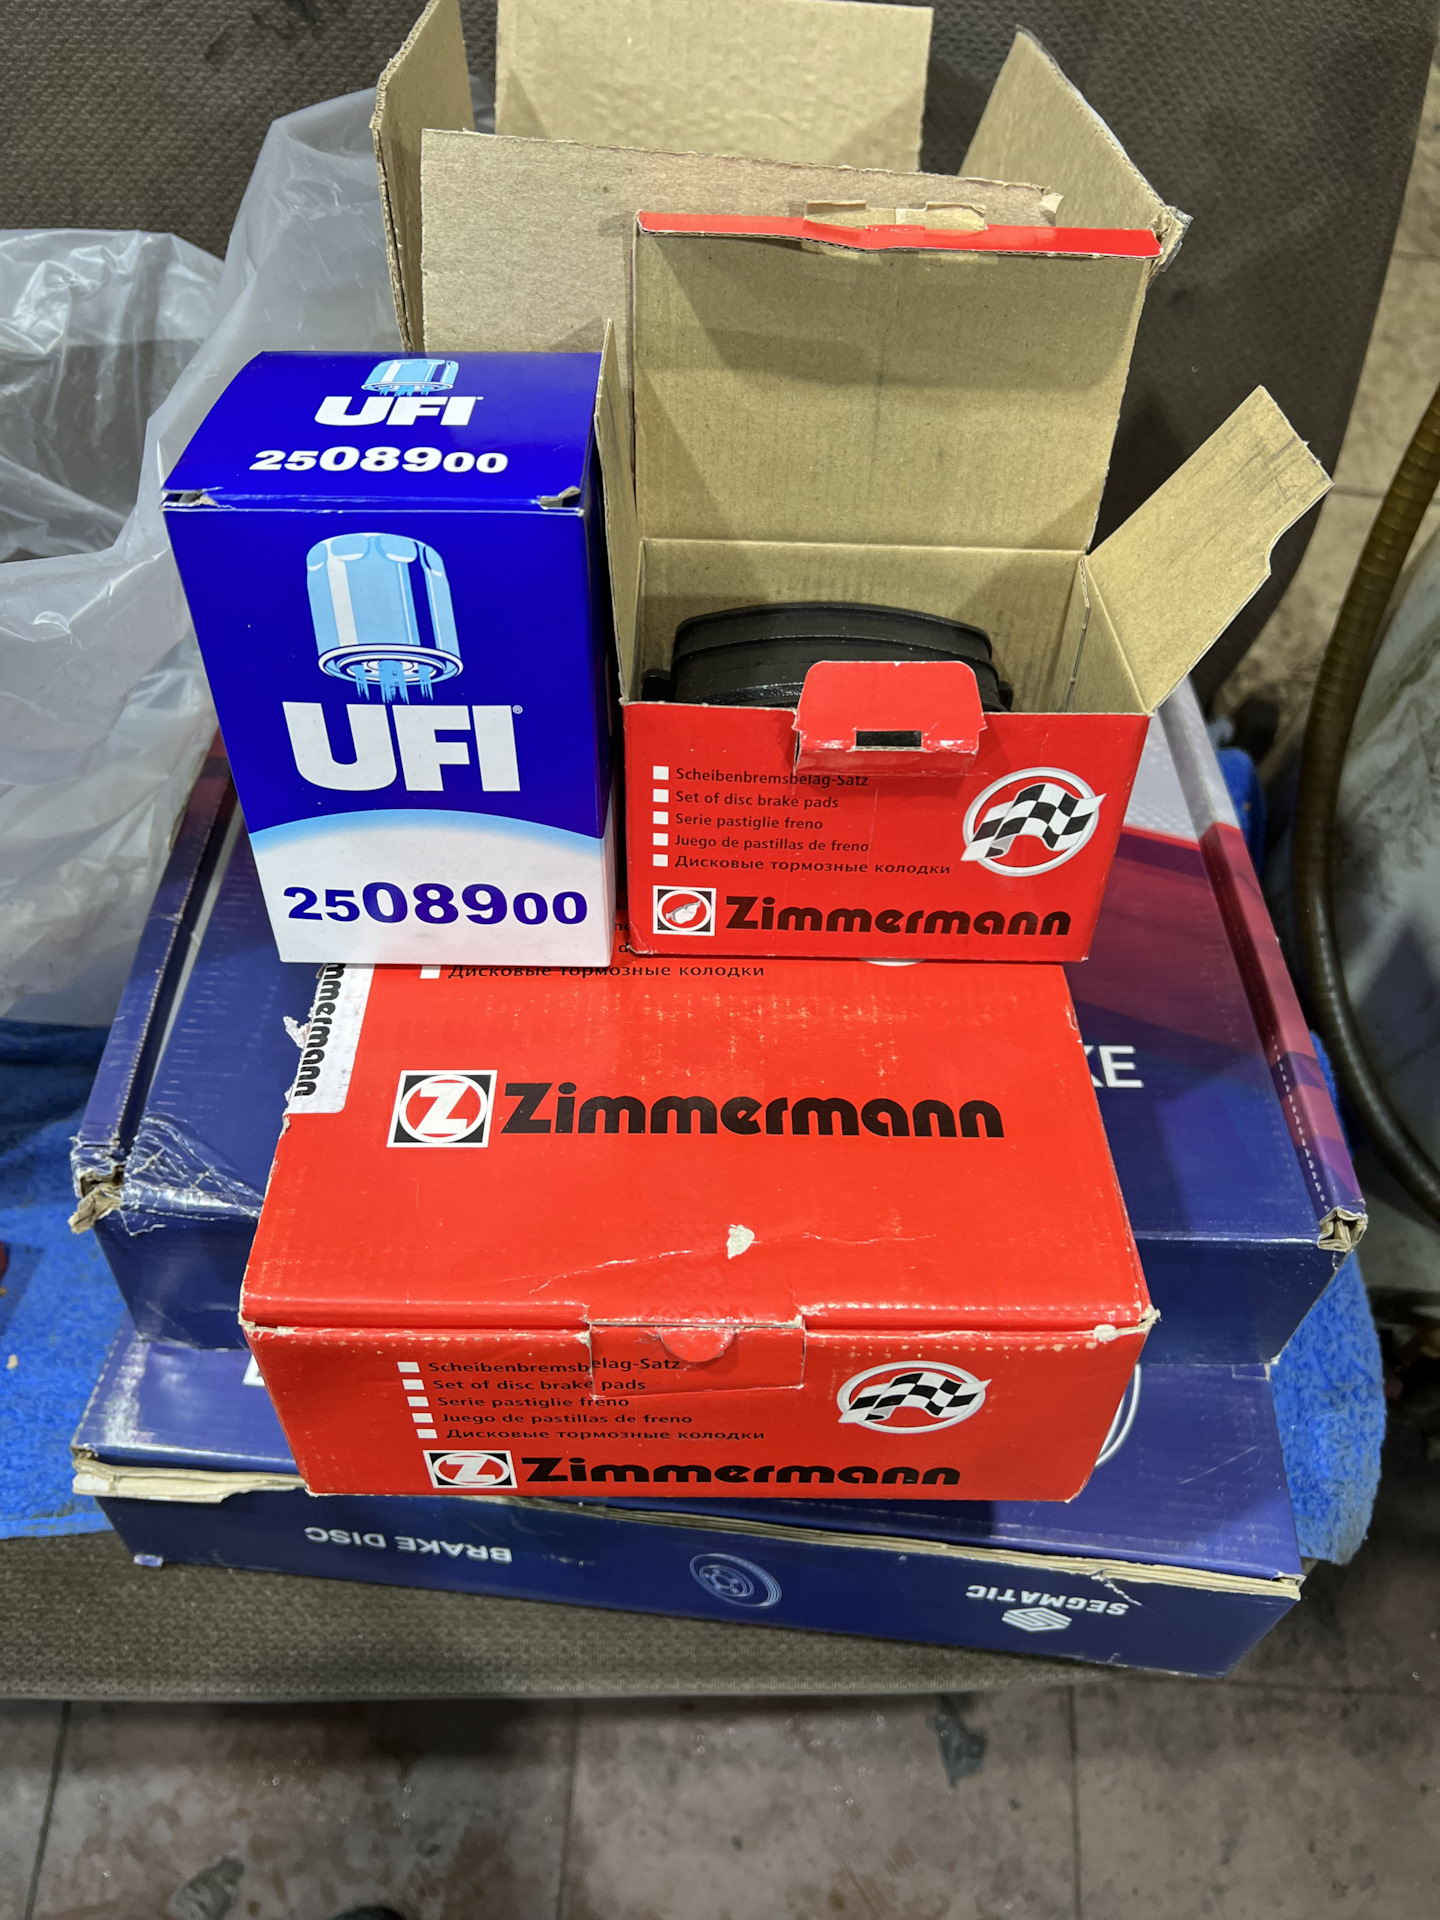 UFI
2508900
UFI®
2508900
Scheibenbremsbelag-Satz
Set of disc brake pads
Serie pastiglie freno
Juego de pastillas de freno
Дисковые тормозные колодки
Zimmermann
Дисковые тормозные колодки
Z Zimmermann
Scheibenbremsbelag-Satz
Set of disc brake pads
Serie pastiglie freno
Juego de pastillas de freno
Дисковые тормозные колодки
Z Zimmermann
BRAKE DISC
SEGMATIC